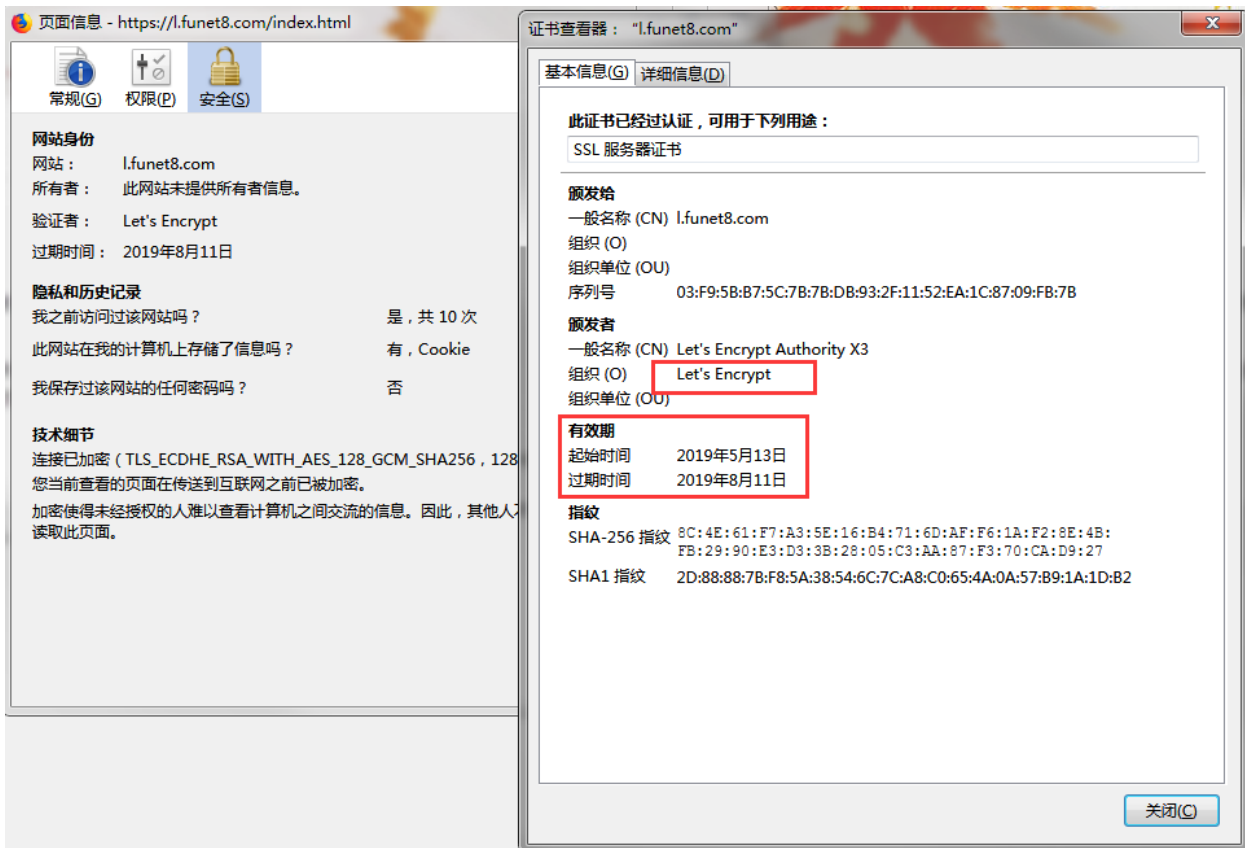 页面信息 - https://l.funet8.com/index.html
常规(G) 权限(P) 安全(S)
网站身份
网站： l.funet8.com
所有者： 此网站未提供所有者信息。
验证者： Let's Encrypt
过期时间： 2019年8月11日
隐私和历史记录
我之前访问过该网站吗？ 是，共 10 次
此网站在我的计算机上存储了信息吗？ 有，Cookie
我保存过该网站的任何密码吗？ 否
技术细节
连接已加密（TLS_ECDHE_RSA_WITH_AES_128_GCM_SHA256，128
您当前查看的页面在传送到互联网之前已被加密。
加密使得未经授权的人难以查看计算机之间交流的信息。因此，其他人
读取此页面。
证书查看器： “l.funet8.com”
基本信息(G) 详细信息(D)
此证书已经过认证，可用于下列用途：
SSL 服务器证书
颁发给
一般名称 (CN) l.funet8.com
组织 (O)
组织单位 (OU)
序列号 03:F9:5B:B7:5C:7B:7B:DB:93:2F:11:52:EA:1C:87:09:FB:7B
颁发者
一般名称 (CN) Let's Encrypt Authority X3
组织 (O) Let's Encrypt
组织单位 (OU)
有效期
起始时间 2019年5月13日
过期时间 2019年8月11日
指纹
SHA-256 指纹 8C:4E:61:F7:A3:5E:16:B4:71:6D:AF:F6:1A:F2:8E:4B:
FB:29:90:E3:D3:3B:28:05:C3:AA:87:F3:70:CA:D9:27
SHA1 指纹 2D:88:88:7B:F8:5A:38:54:6C:7C:A8:C0:65:4A:0A:57:B9:1A:1D:B2
关闭(C)